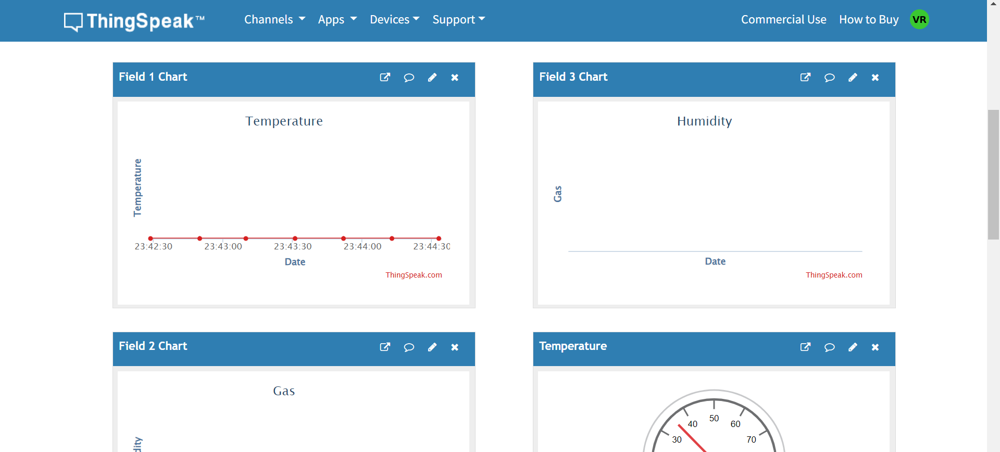 ThingSpeak™ Channels Apps Devices Support Commercial Use How to Buy VR
Field 1 Chart
Temperature
Temperature
23:42:30 23:43:00 23:43:30 23:44:00 23:44:30
Date
ThingSpeak.com
Field 3 Chart
Humidity
Gas
Date
ThingSpeak.com
Field 2 Chart
Gas
Temperature
30 40 50 60 70